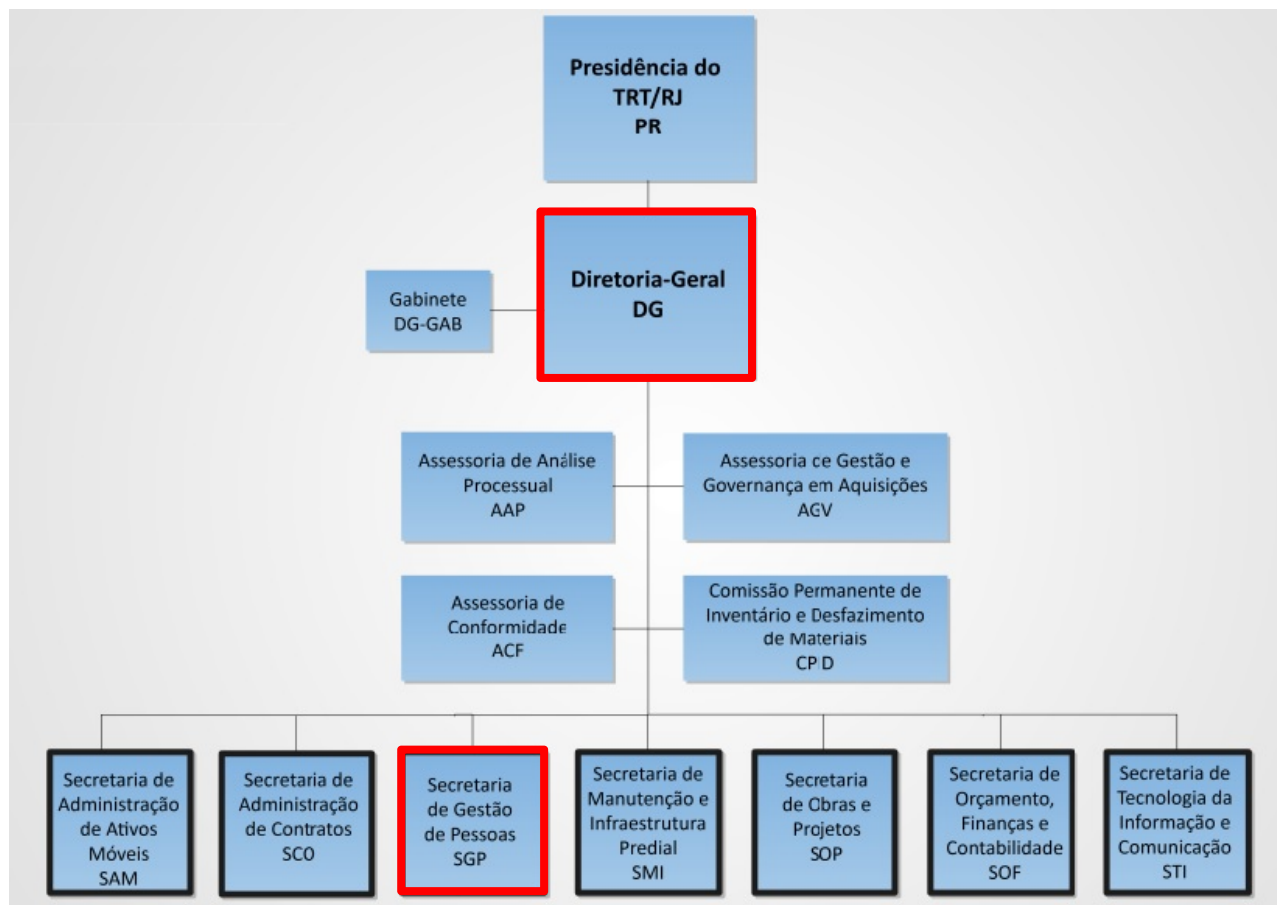 Presidência do
TRT/RJ
PR
Diretoria-Geral
DG
Gabinete
DG-GAB
Assessoria de Análise
Processual
AAP
Assessoria ce Gestão e
Governança em Aquisições
AGV
Assessoria de
Conformidade
ACF
Comissão Permanente de
Inventário e Desfazimento
de Materiais
CPID
Secretaria de
Administração
de Ativos
Móveis
SAM
Secretaria de
Administração
de Contratos
SCO
Secretaria
de Gestão
de Pessoas
SGP
Secretaria de
Manutenção e
Infraestrutura
Predial
SMI
Secretaria
de Obras e
Projetos
SOP
Secretaria de
Orçamento,
Finanças e
Contabilidade
SOF
Secretaria de
Tecnologia da
Informação e
Comunicação
STI